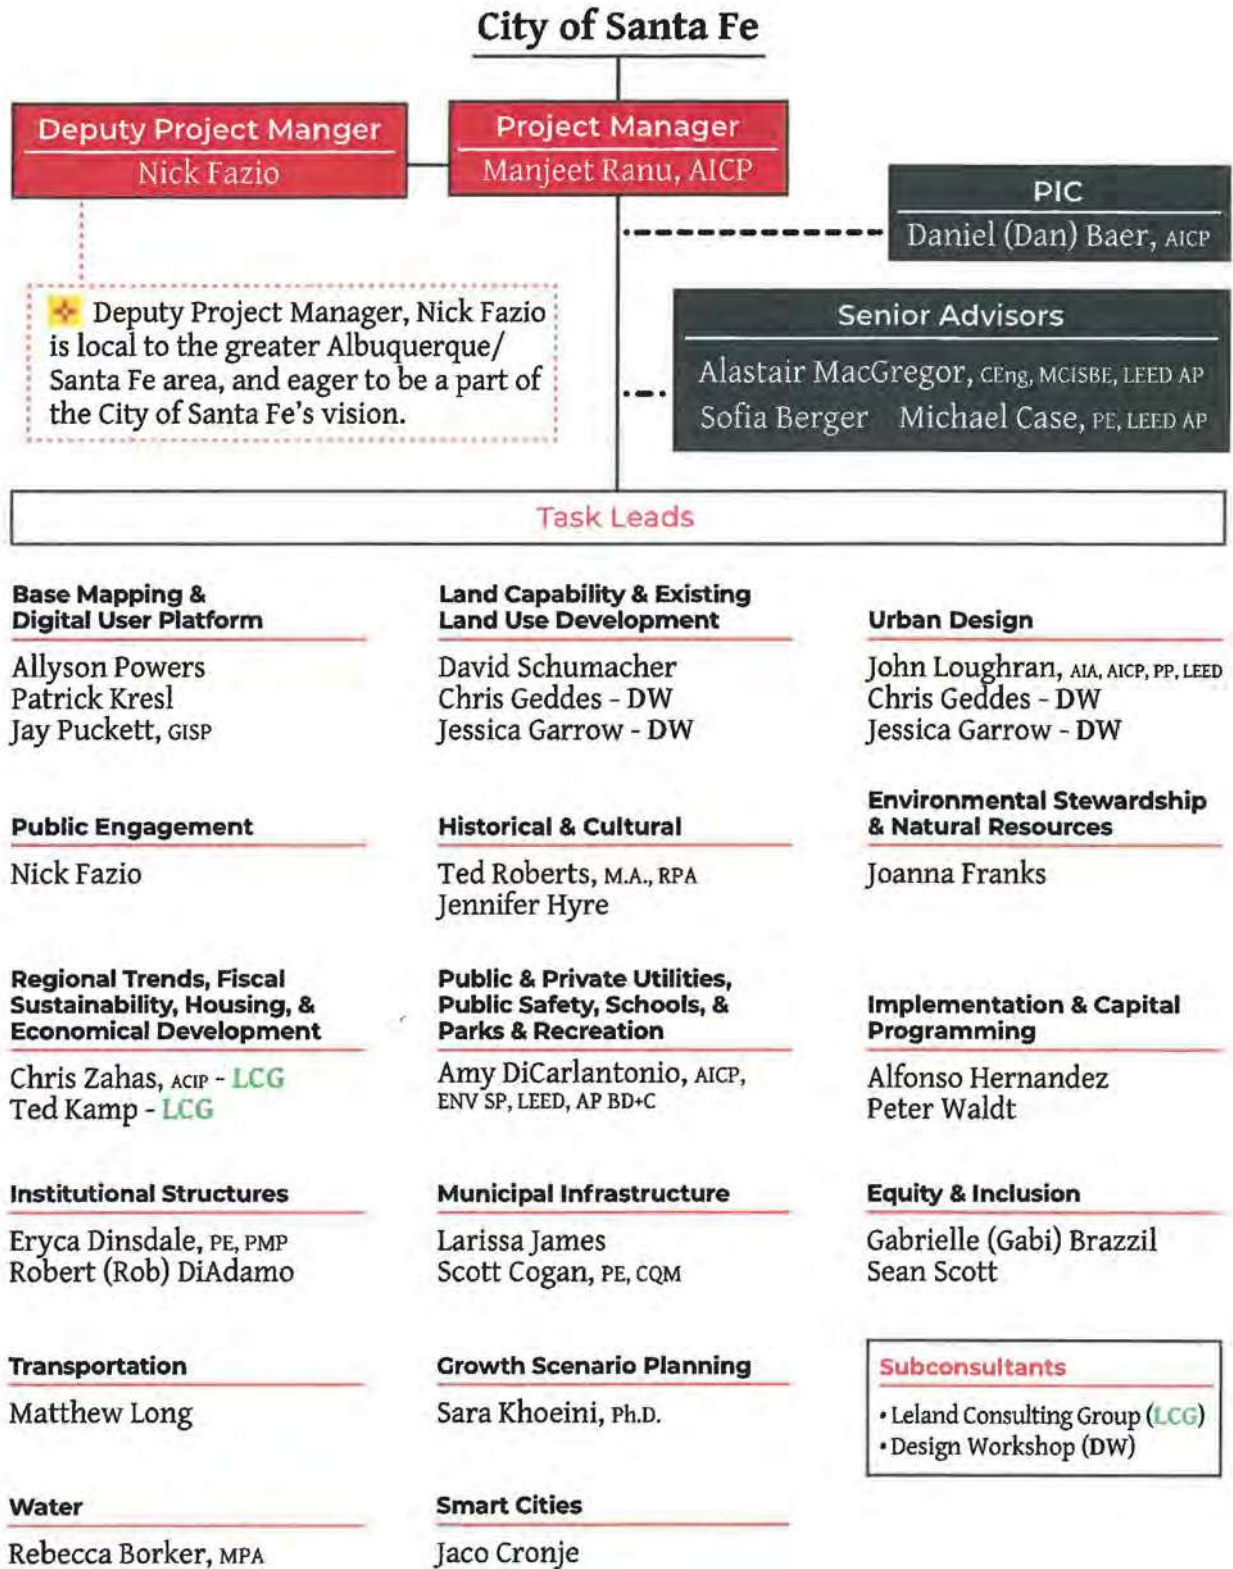 City of Santa Fe
Deputy Project Manger
Nick Fazio
Project Manager
Manjeet Ranu, AICP
PIC
Daniel (Dan) Baer, AICP
Deputy Project Manager, Nick Fazio
is local to the greater Albuquerque/
Santa Fe area, and eager to be a part of
the City of Santa Fe's vision.
Senior Advisors
Alastair MacGregor, CEng, MCISBE, LEED AP
Sofia Berger Michael Case, PE, LEED AP
Task Leads
Base Mapping &
Digital User Platform
Allyson Powers
Patrick Kresl
Jay Puckett, GISP
Land Capability & Existing
Land Use Development
David Schumacher
Chris Geddes - DW
Jessica Garrow - DW
Urban Design
John Loughran, AIA, AICP, PP, LEED
Chris Geddes - DW
Jessica Garrow - DW
Public Engagement
Nick Fazio
Historical & Cultural
Ted Roberts, M.A., RPA
Jennifer Hyre
Environmental Stewardship
& Natural Resources
Joanna Franks
Regional Trends, Fiscal
Sustainability, Housing, &
Economical Development
Chris Zahas, ACIP - LCG
Ted Kamp - LCG
Public & Private Utilities,
Public Safety, Schools, &
Parks & Recreation
Amy DiCarlantonio, AICP,
ENV SP, LEED, AP BD+C
Implementation & Capital
Programming
Alfonso Hernandez
Peter Waldt
Institutional Structures
Eryca Dinsdale, PE, PMP
Robert (Rob) DiAdamo
Municipal Infrastructure
Larissa James
Scott Cogan, PE, CQM
Equity & Inclusion
Gabrielle (Gabi) Brazzil
Sean Scott
Transportation
Matthew Long
Growth Scenario Planning
Sara Khoeini, Ph.D.
Subconsultants
• Leland Consulting Group (LCG)
• Design Workshop (DW)
Water
Rebecca Borker, MPA
Smart Cities
Jaco Cronje